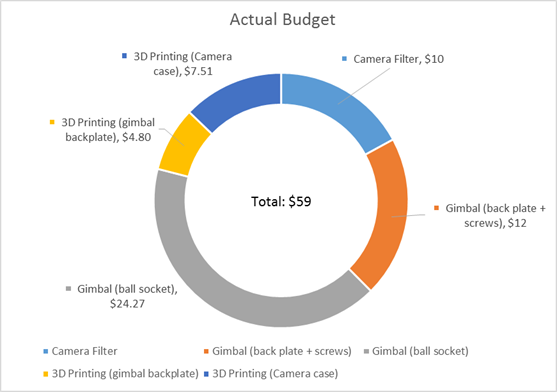 Actual Budget
3D Printing (Camera
case), $7.51
Camera Filter, $10
3D Printing (gimbal
backplate), $4.80
Total: $59
Gimbal (back plate +
screws), $12
Gimbal (ball socket),
$24.27
Camera Filter
Gimbal (back plate + screws)
Gimbal (ball socket)
3D Printing (gimbal backplate)
3D Printing (Camera case)